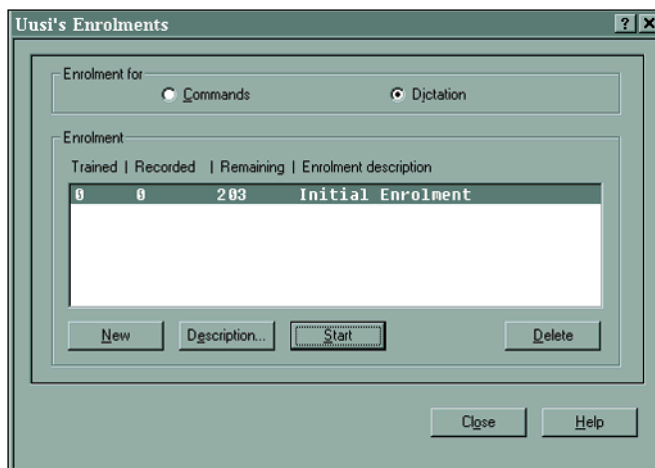 Uusi's Enrolments
Enrolment for
Commands Dictation
Enrolment
Trained | Recorded | Remaining | Enrolment description
0 0 203 Initial Enrolment
New Description... Start Delete
Close Help